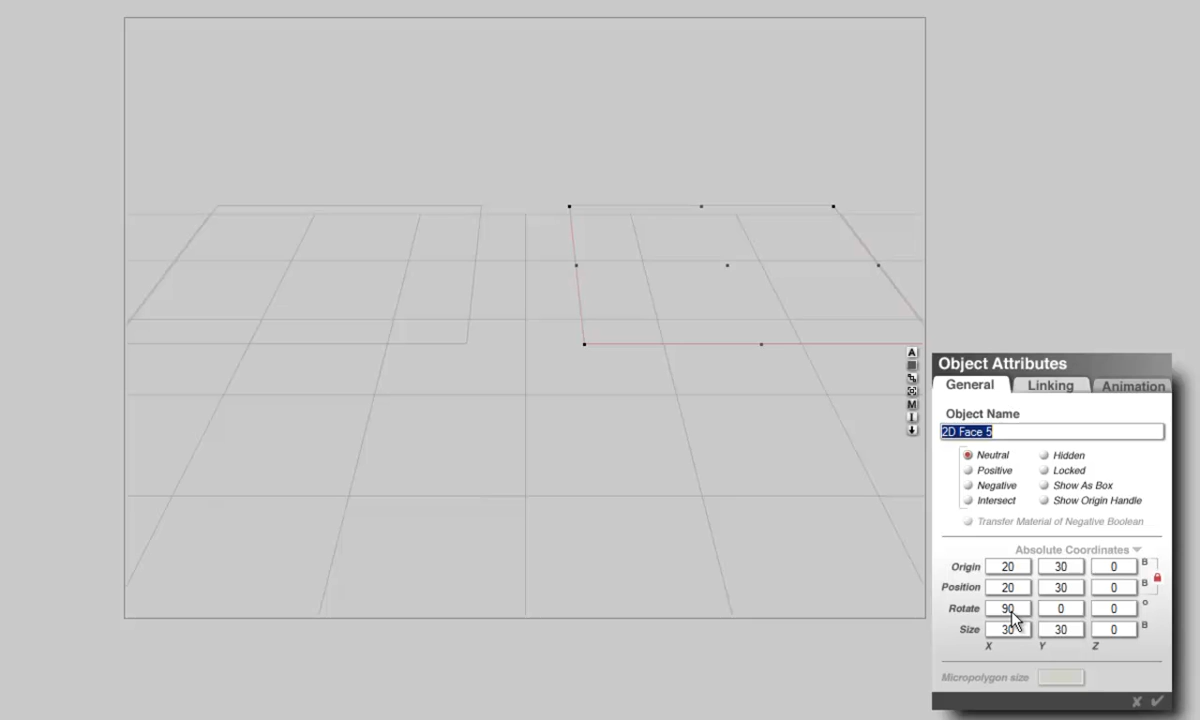 A
M
Object Attributes
General Linking Animation
Object Name
2D Face 5
Neutral Hidden
Positive Locked
Negative Show As Box
Intersect Show Origin Handle
Transfer Material of Negative Boolean
Absolute Coordinates
Origin 20 30 0 B
Position 20 30 0 B
Rotate 90 0 0 °
Size 30 30 0 B
X Y Z
Micropolygon size